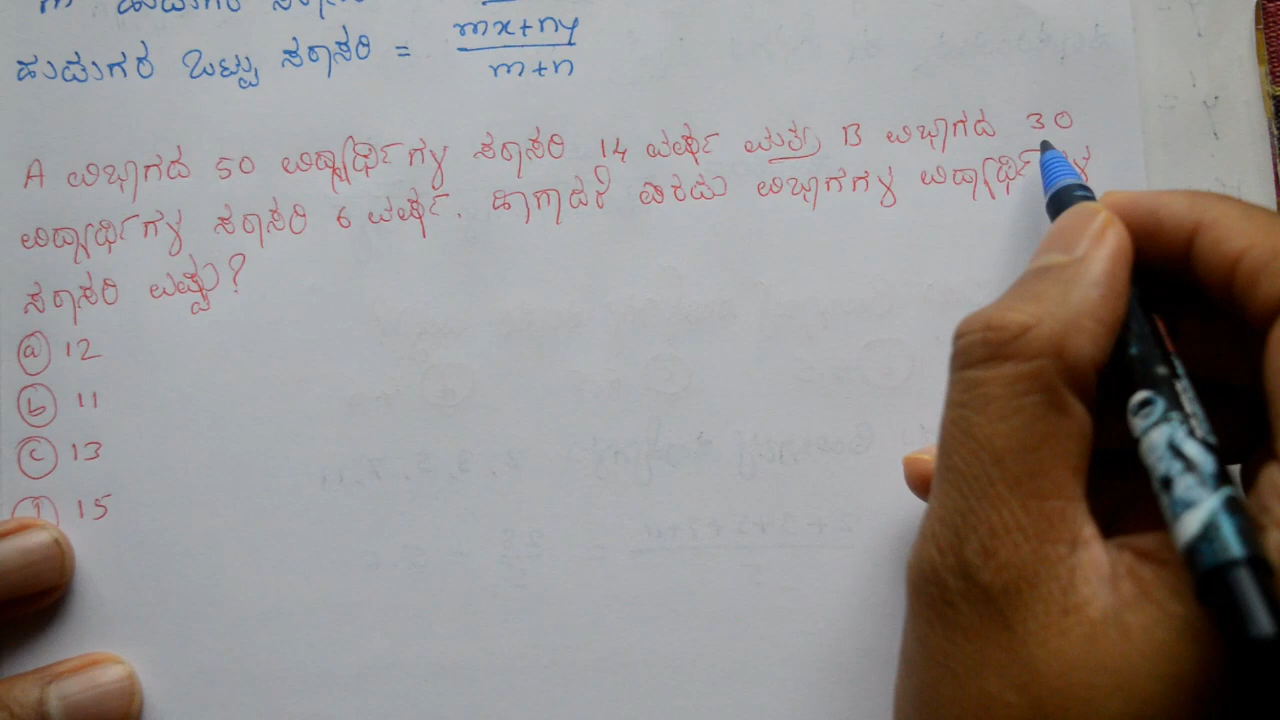 ಹುಡುಗರ ಒಟ್ಟು ಸರಾಸರಿ = mx+ny / m+n
A ವಿಭಾಗದ 50 ವಿದ್ಯಾರ್ಥಿಗಳ ಸರಾಸರಿ 14 ವರ್ಷ ಮತ್ತು B ವಿಭಾಗದ 30
ವಿದ್ಯಾರ್ಥಿಗಳ ಸರಾಸರಿ 6 ವರ್ಷ. ಹಾಗಾದರೆ ಎರಡು ವಿಭಾಗಗಳ ವಿದ್ಯಾರ್ಥಿಗಳ
ಸರಾಸರಿ ಎಷ್ಟು?
a 12
b 11
c 13
15